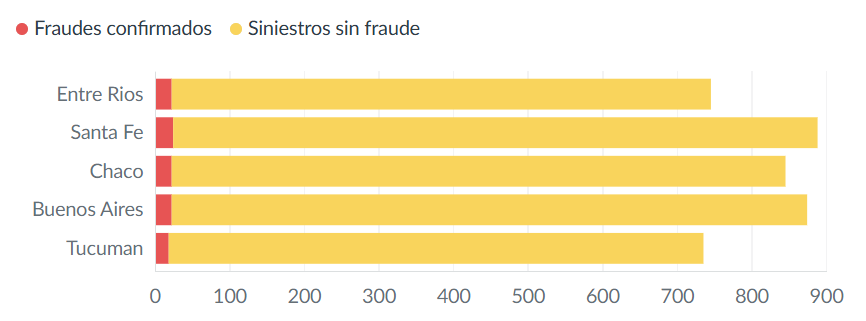 Fraudes confirmados Siniestros sin fraude
Entre Rios
Santa Fe
Chaco
Buenos Aires
Tucuman
0 100 200 300 400 500 600 700 800 900